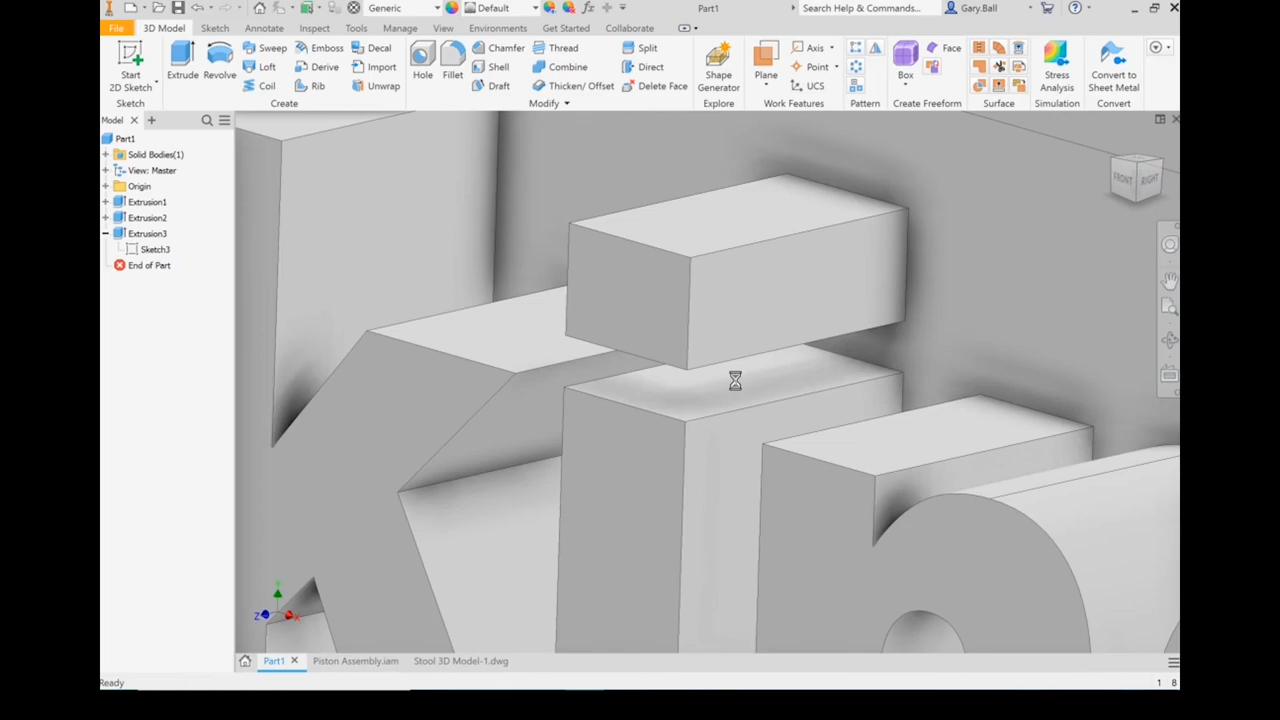 Generic Default Part1 Search Help & Commands... Gary.Ball
File 3D Model Sketch Annotate Inspect Tools Manage View Environments Get Started Collaborate
Start
2D Sketch
Extrude Revolve
Sweep Emboss Decal
Loft Derive Import
Coil Rib Unwrap
Hole Fillet
Chamfer Thread Split
Shell Combine Direct
Draft Thicken/ Offset Delete Face
Shape
Generator
Plane
Axis
Point
UCS
Box Face
Stress
Analysis
Convert to
Sheet Metal
Sketch Create Modify Explore Work Features Pattern Create Freeform Surface Simulation Convert
Model
Part1
Solid Bodies(1)
View: Master
Origin
Extrusion1
Extrusion2
Extrusion3
Sketch3
End of Part
FRONT RIGHT
Y
Z X
Part1 Piston Assembly.iam Stool 3D Model-1.dwg
Ready 1 8